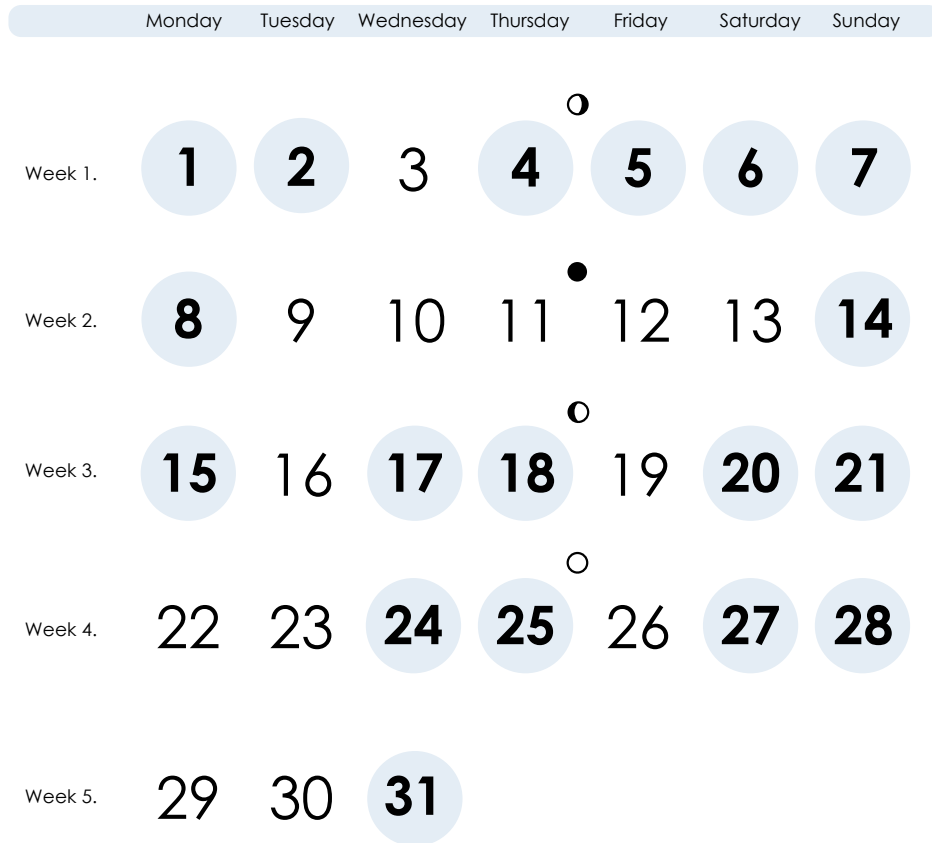 Monday Tuesday Wednesday Thursday Friday Saturday Sunday
Week 1. 1 2 3 4 5 6 7
Week 2. 8 9 10 11 12 13 14
Week 3. 15 16 17 18 19 20 21
Week 4. 22 23 24 25 26 27 28
Week 5. 29 30 31